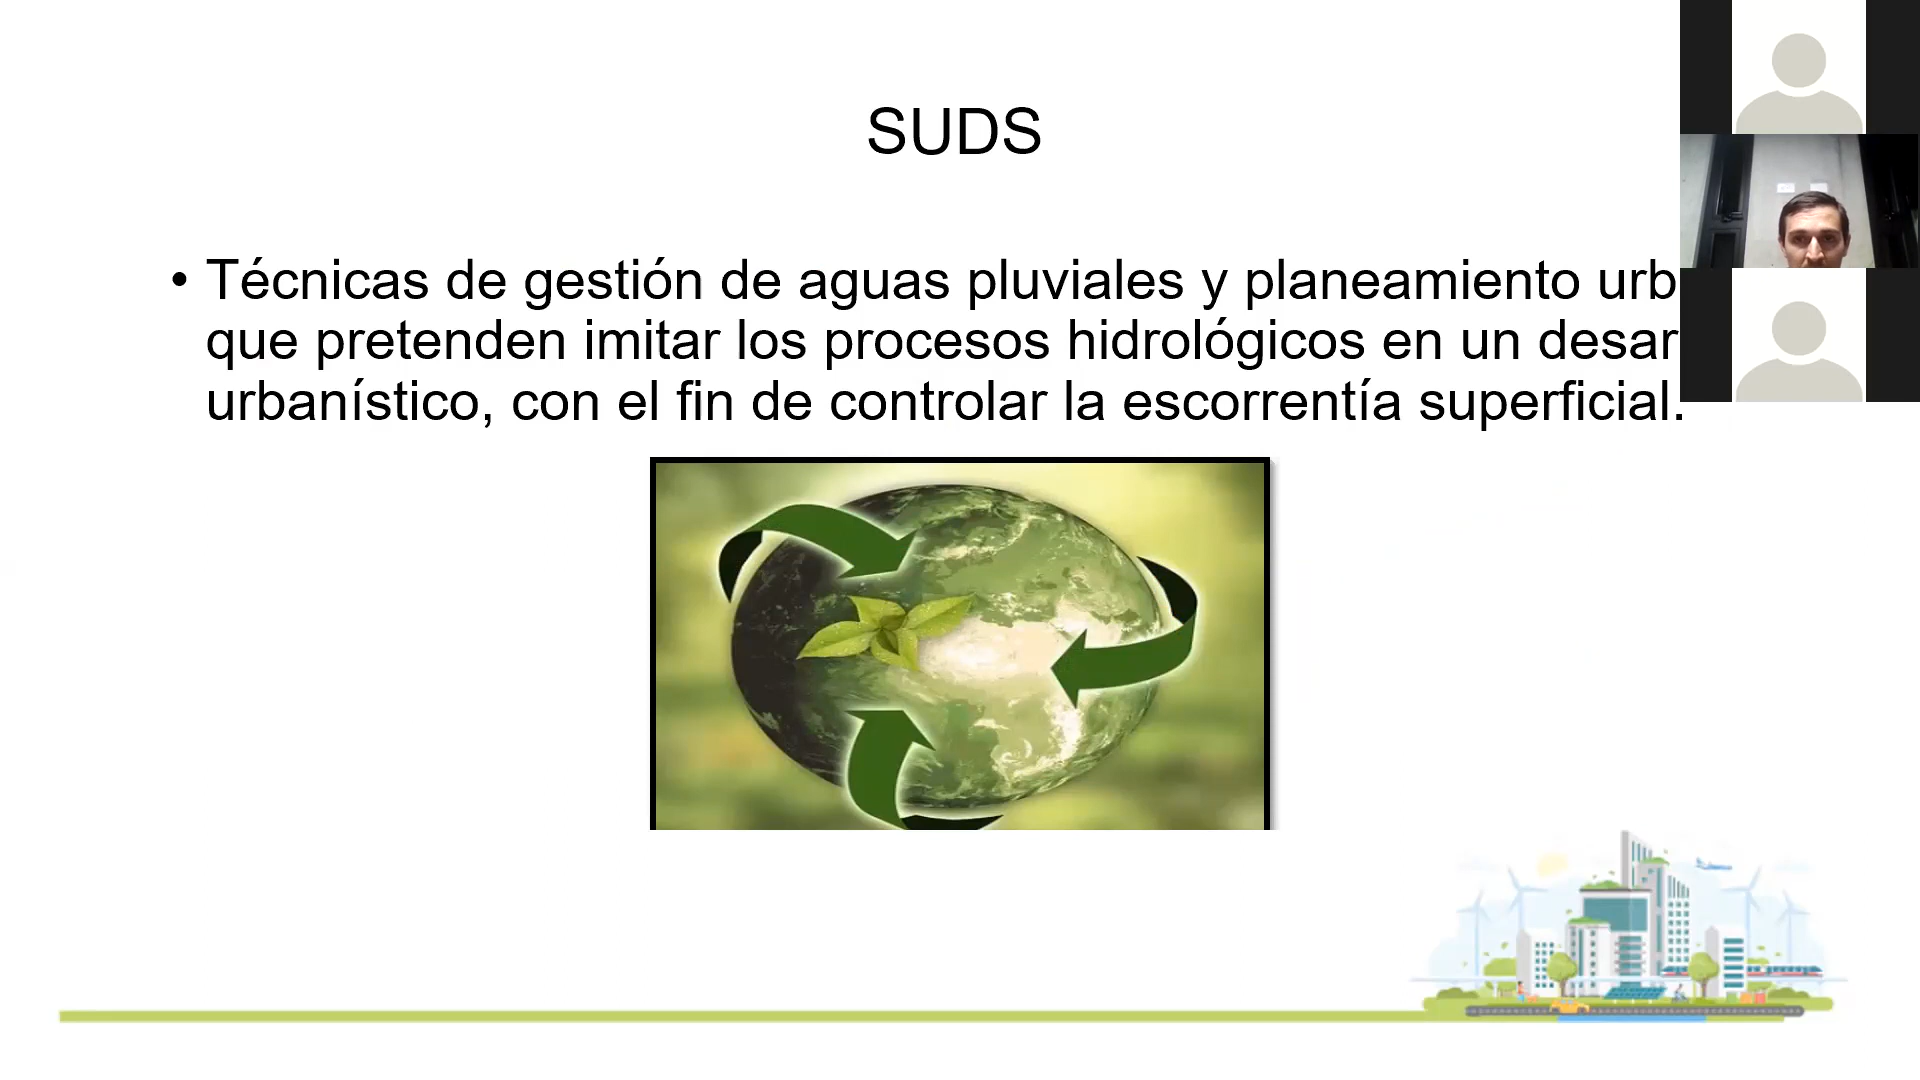 SUDS
• Técnicas de gestión de aguas pluviales y planeamiento urb
que pretenden imitar los procesos hidrológicos en un desar
urbanístico, con el fin de controlar la escorrentía superficial.